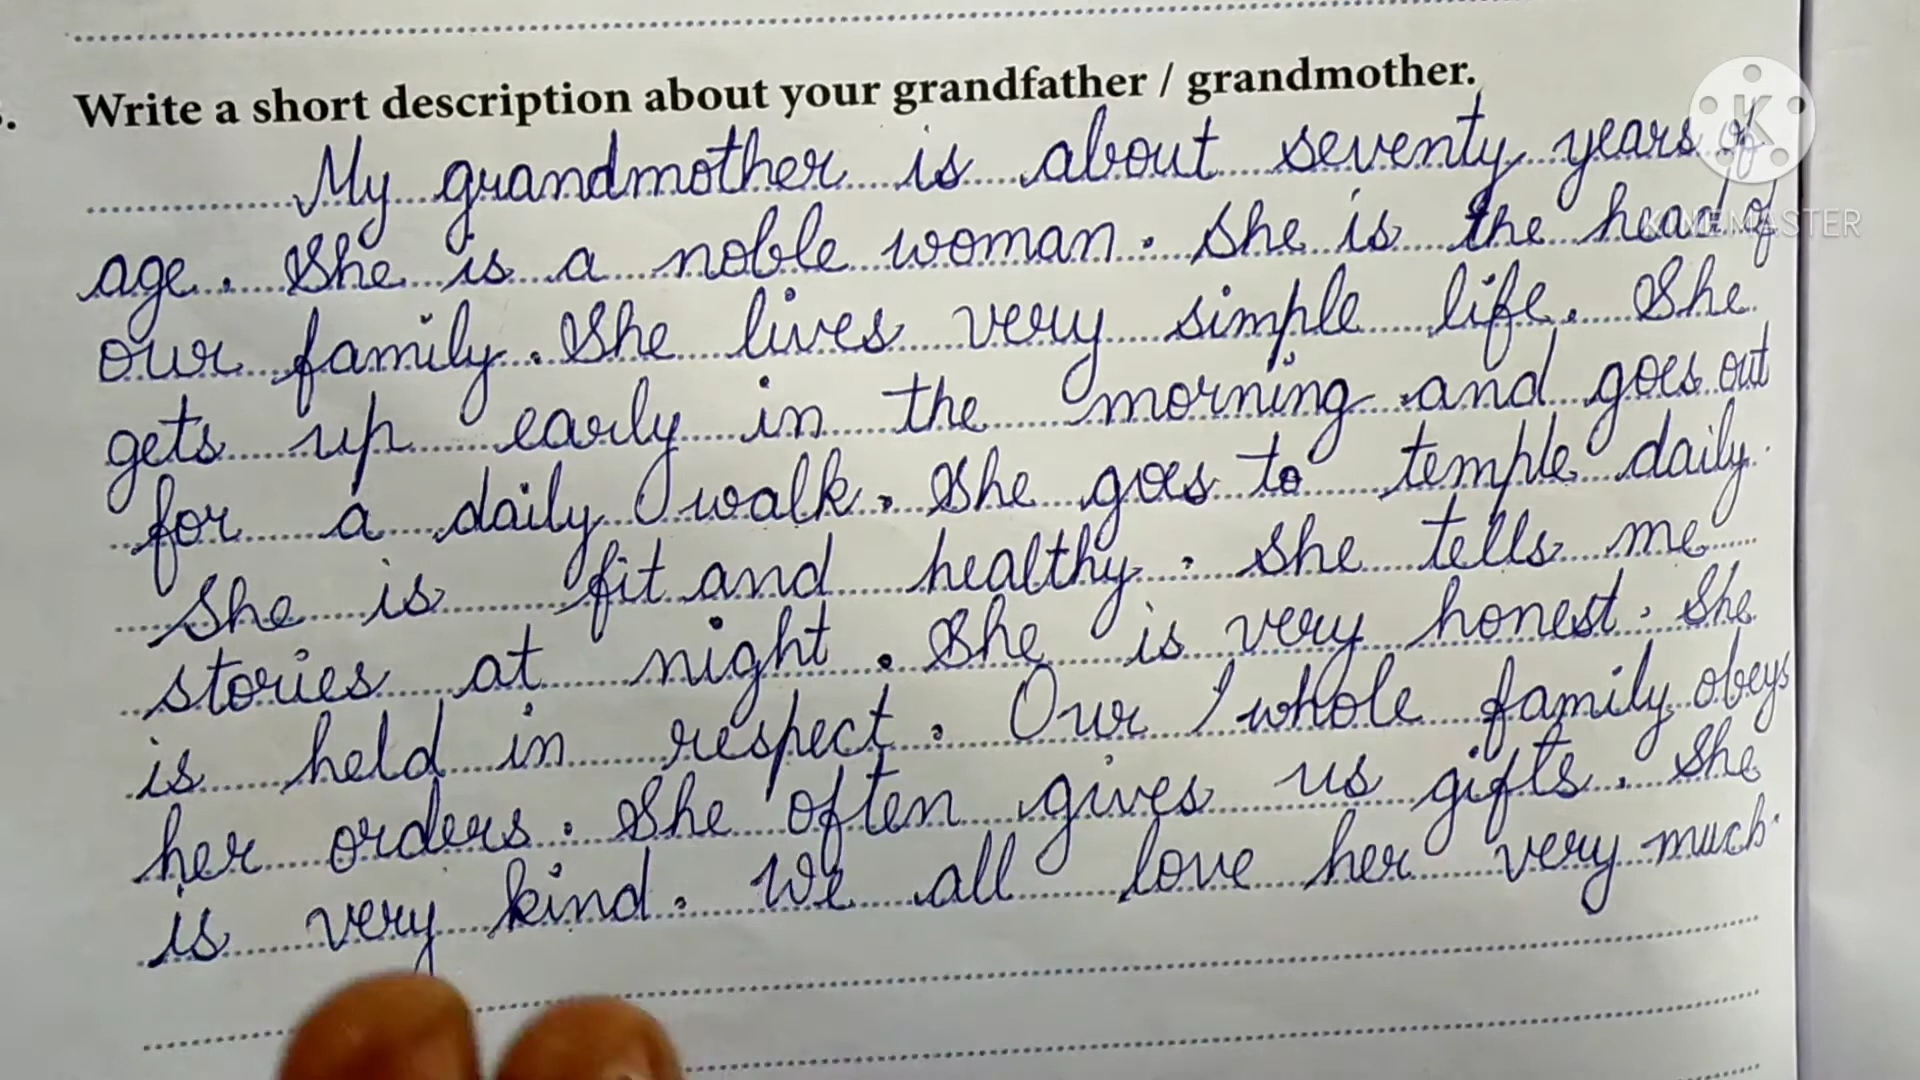 Write a short description about your grandfather / grandmother.
My grandmother is about seventy years of
age. She is a noble woman. She is the head of
our family. She lives very simple life. She
gets up early in the morning and goes out
for a daily walk. She goes to temple daily.
She is fit and healthy. She tells me
stories at night. She is very honest. She
is held in respect. Our whole family obeys
her orders. She often gives us gifts. She
is very kind. We all love her very much.
K
KINEMASTER